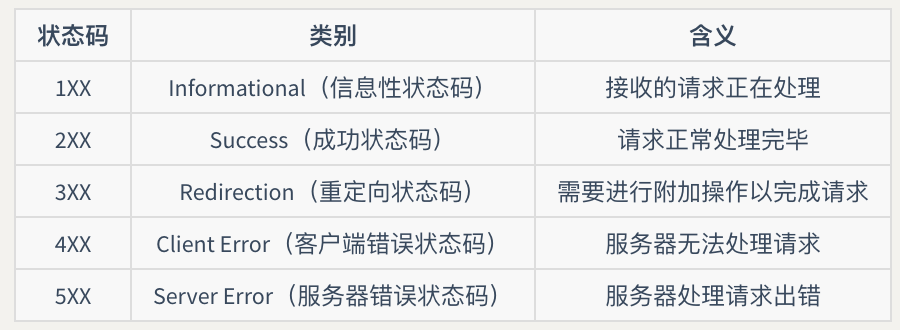 状态码 类别 含义
1XX Informational（信息性状态码） 接收的请求正在处理
2XX Success（成功状态码） 请求正常处理完毕
3XX Redirection（重定向状态码） 需要进行附加操作以完成请求
4XX Client Error（客户端错误状态码） 服务器无法处理请求
5XX Server Error（服务器错误状态码） 服务器处理请求出错